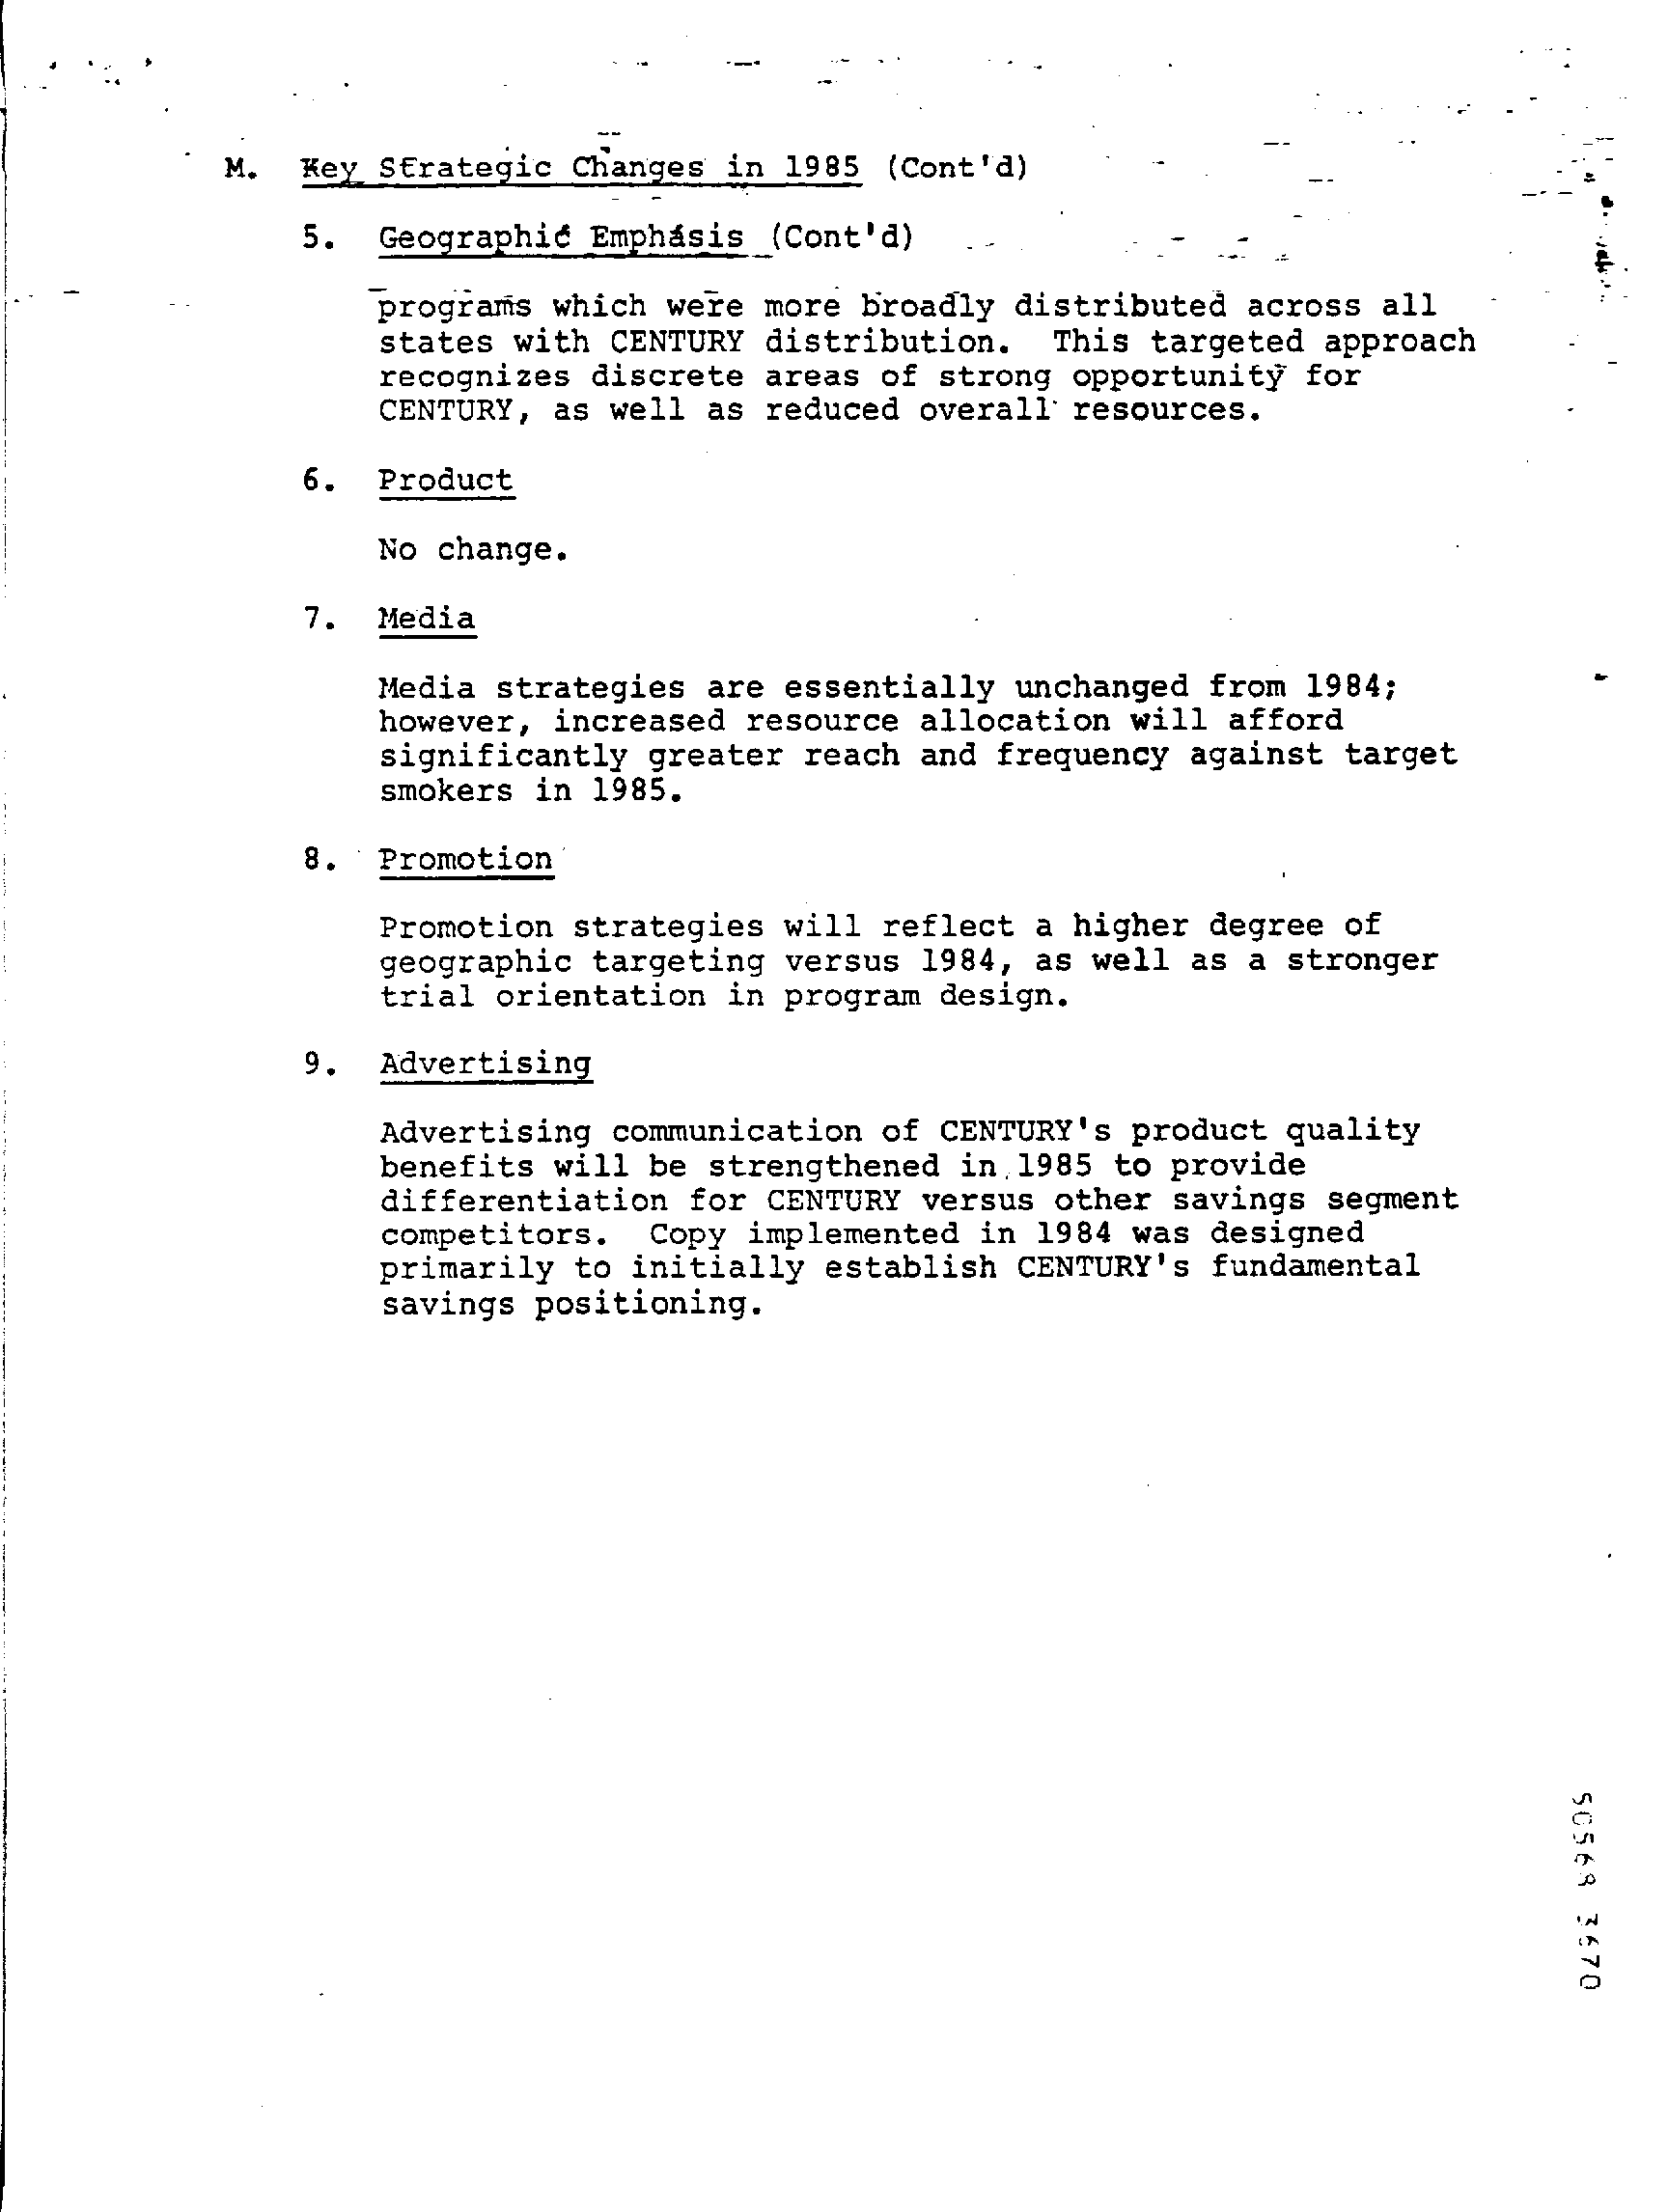 M. Key Strategic Changes in 1985 (Cont'd)
5. Geographic Emphasis (Cont'd)
programs which were more broadly distributed across all
states with CENTURY distribution. This targeted approach
recognizes discrete areas of strong opportunity for
CENTURY, as well as reduced overall resources.
6. Product
No change.
7. Media
Media strategies are essentially unchanged from 1984;
however, increased resource allocation will afford
significantly greater reach and frequency against target
smokers in 1985.
8. Promotion
Promotion strategies will reflect a higher degree of
geographic targeting versus 1984, as well as a stronger
trial orientation in program design.
9. Advertising
Advertising communication of CENTURY's product quality
benefits will be strengthened in 1985 to provide
differentiation for CENTURY versus other savings segment
competitors. Copy implemented in 1984 was designed
primarily to initially establish CENTURY's fundamental
savings positioning.
50568 3670